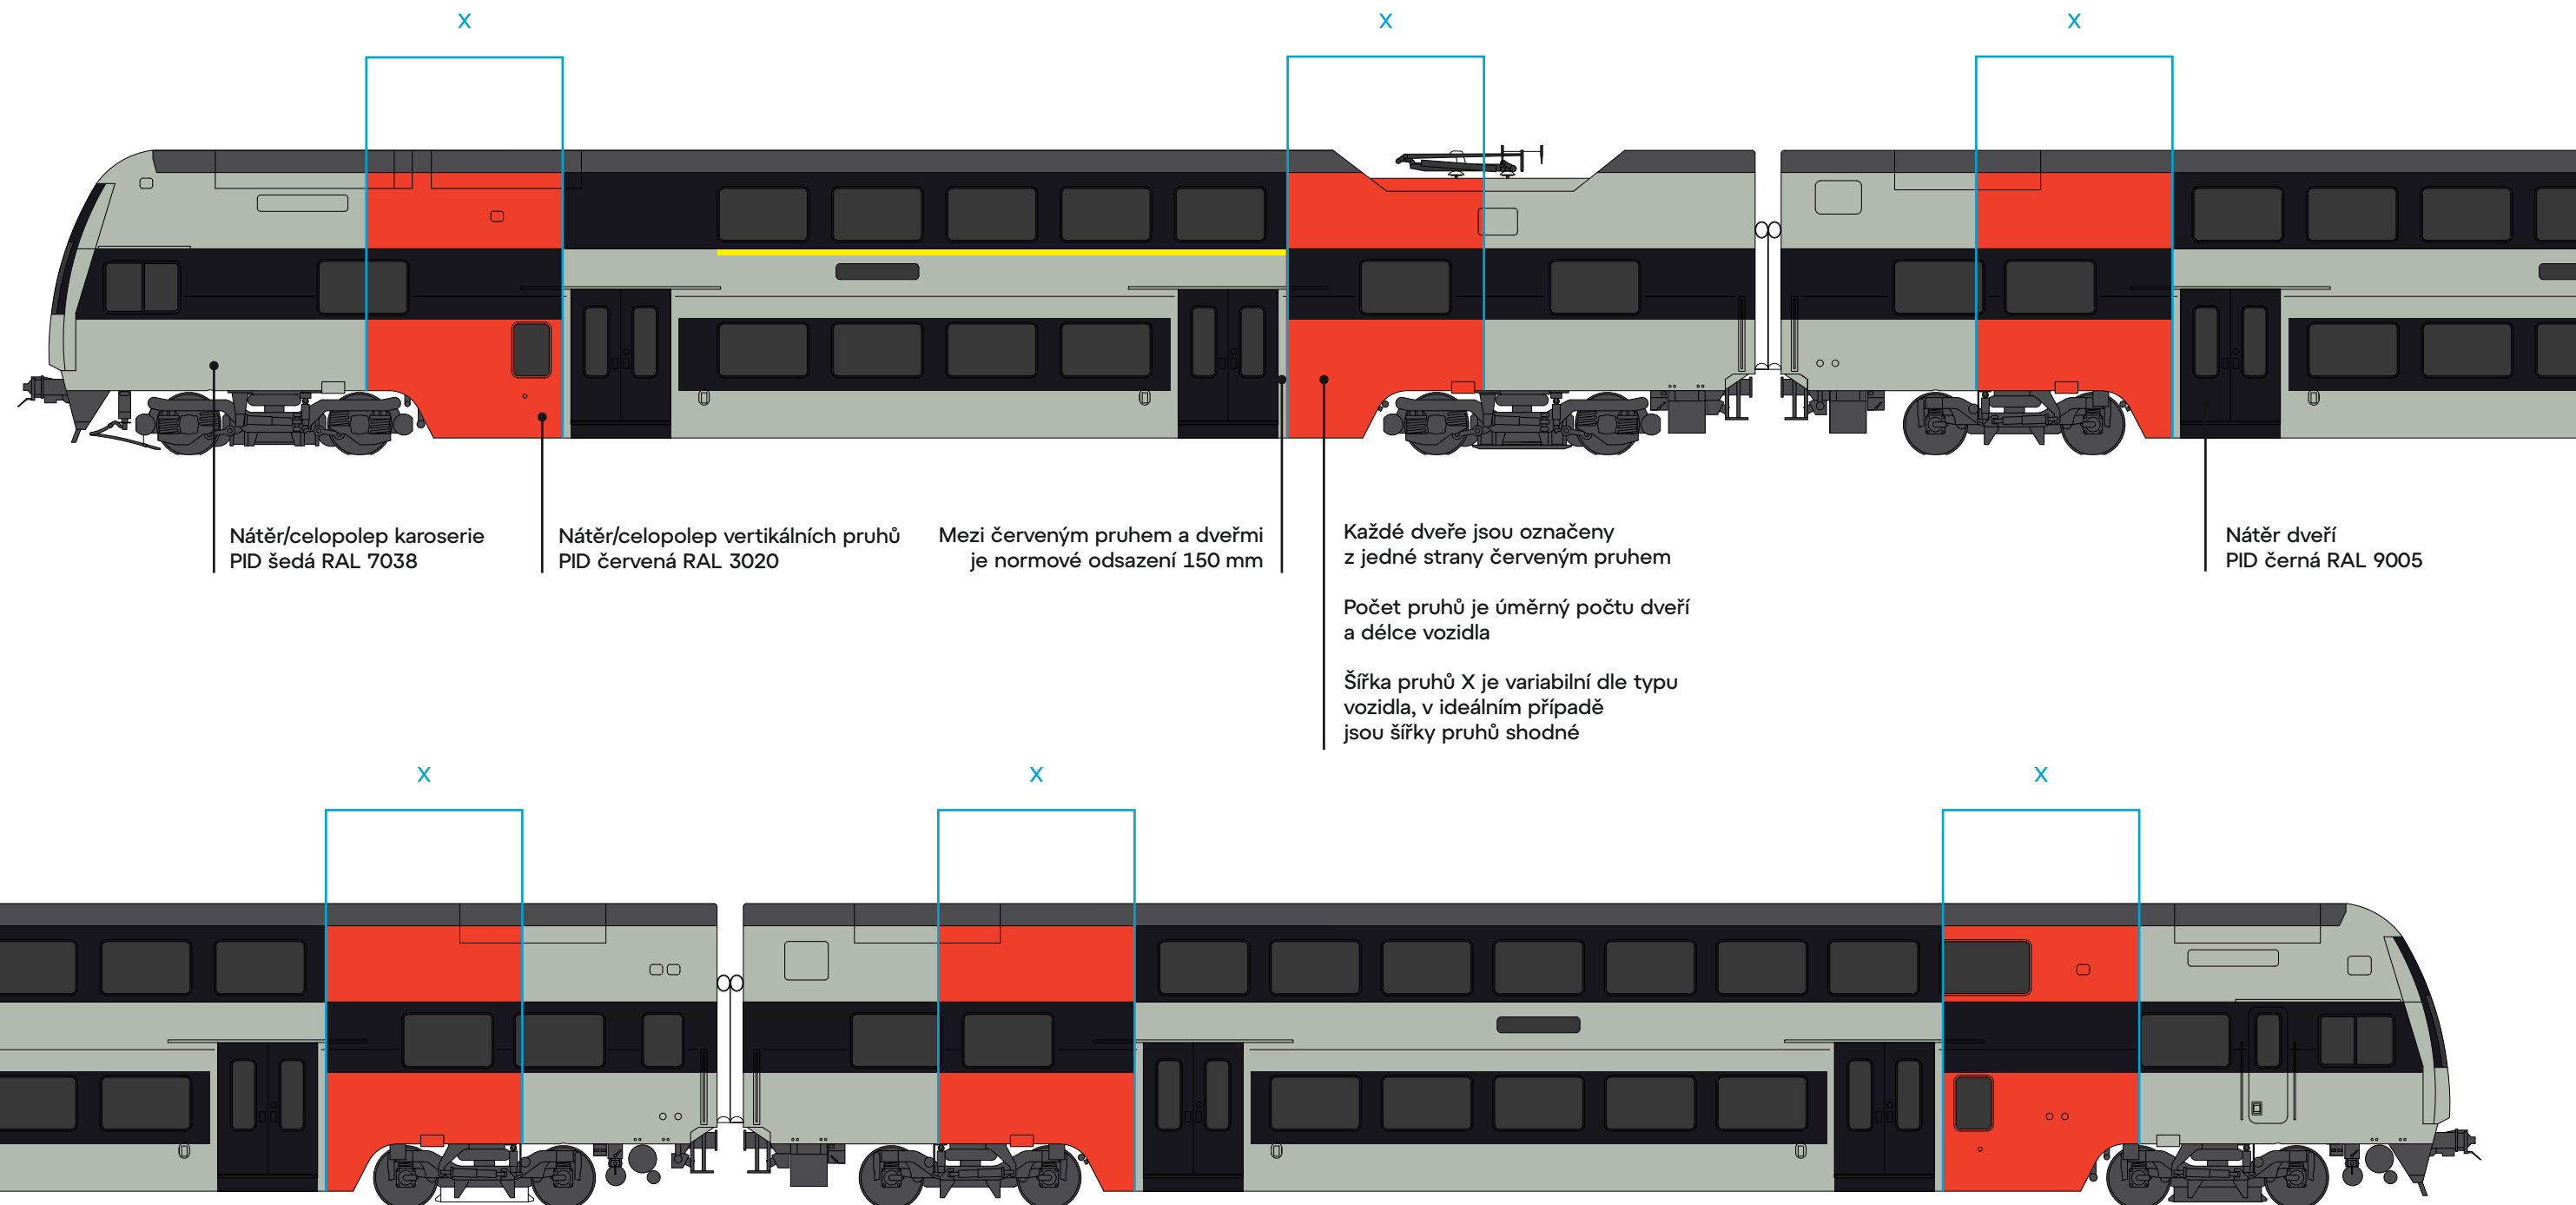 X
X
X
Nátěr/celopolep karoserie
PID šedá RAL 7038
Nátěr/celopolep vertikálních pruhů
PID červená RAL 3020
Mezi červeným pruhem a dveřmi
je normové odsazení 150 mm
Každé dveře jsou označeny
z jedné strany červeným pruhem
Počet pruhů je úměrný počtu dveří
a délce vozidla
Šířka pruhů X je variabilní dle typu
vozidla, v ideálním případě
jsou šířky pruhů shodné
Nátěr dveří
PID černá RAL 9005
X
X
X